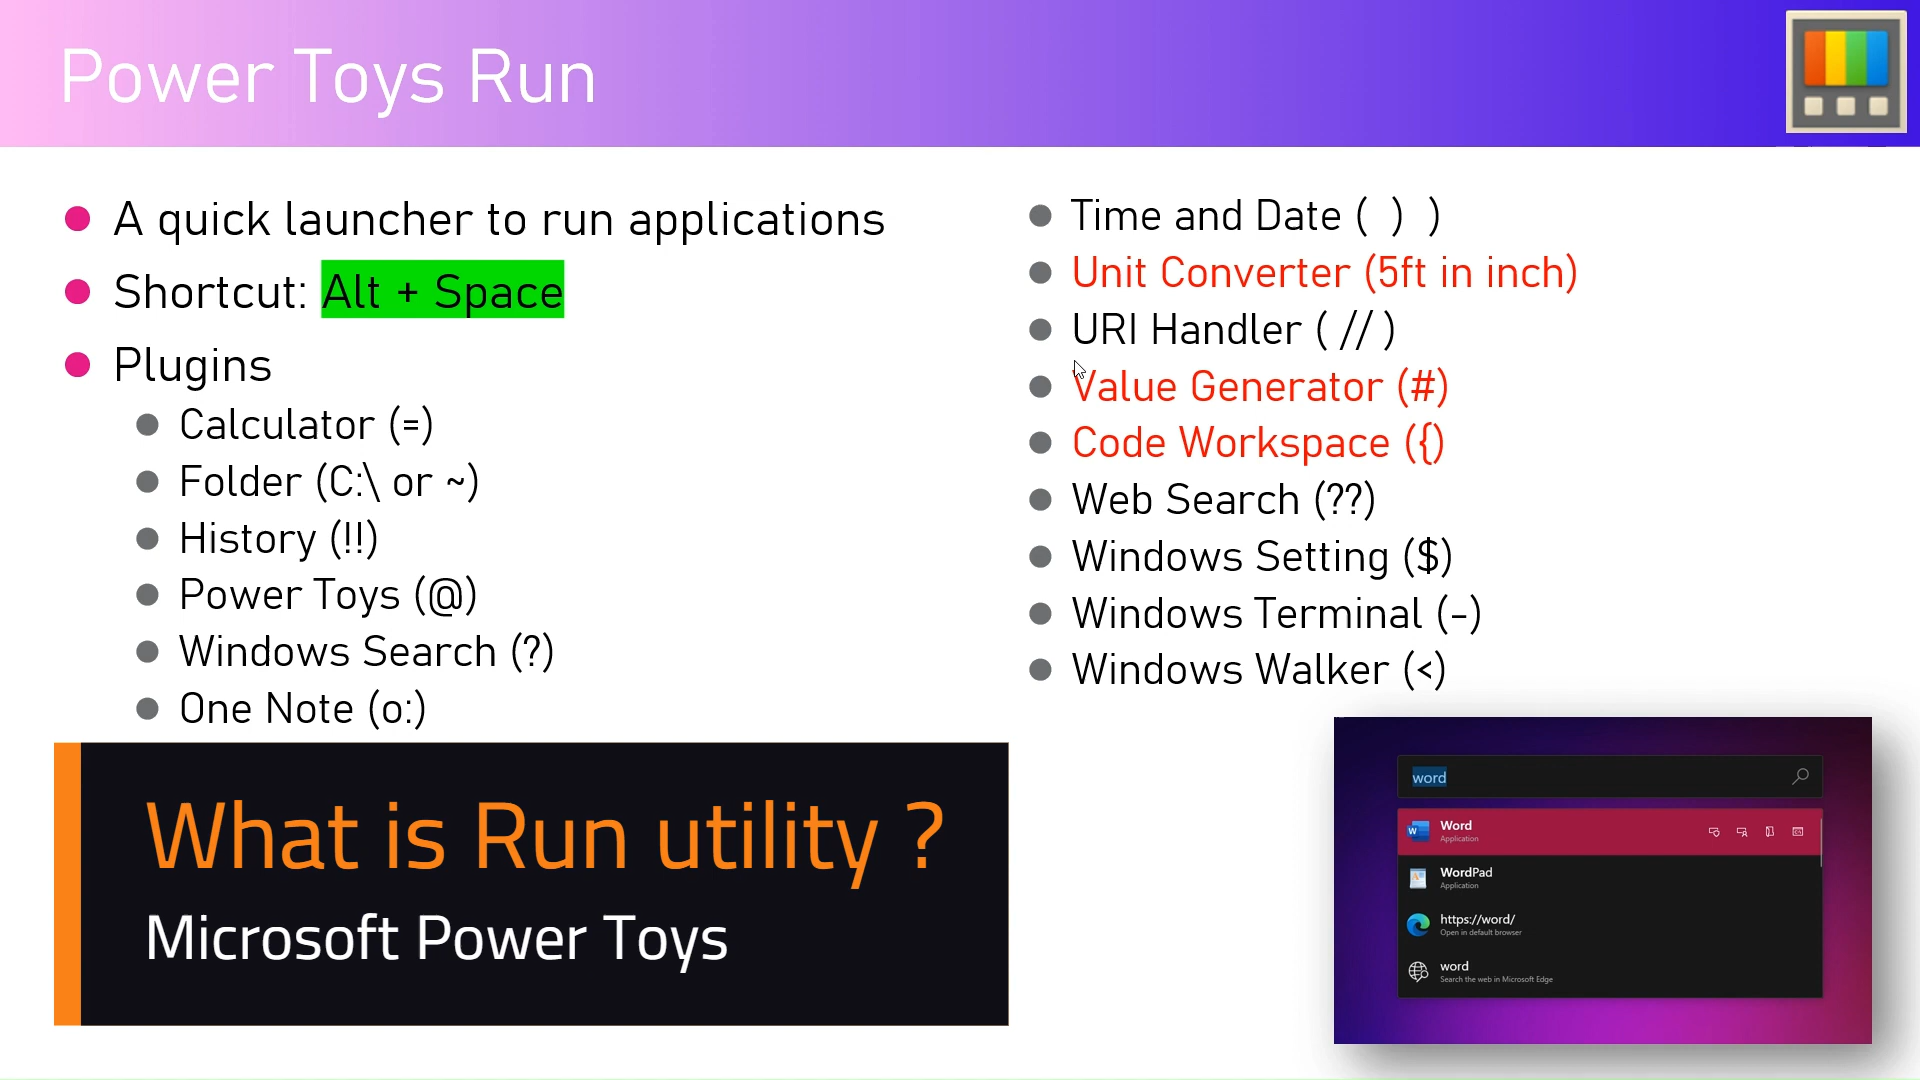 Power Toys Run
A quick launcher to run applications
Shortcut: Alt + Space
Plugins
Calculator (=)
Folder (C:\ or ~)
History (!!)
Power Toys (@)
Windows Search (?)
One Note (o:)
Time and Date (  )  )
Unit Converter (5ft in inch)
URI Handler ( // )
Value Generator (#)
Code Workspace ({)
Web Search (??)
Windows Setting ($)
Windows Terminal (-)
Windows Walker (<)
What is Run utility ?
Microsoft Power Toys
word
Word
Application
WordPad
Application
https://word/
Open in default browser
word
Search the web in Microsoft Edge